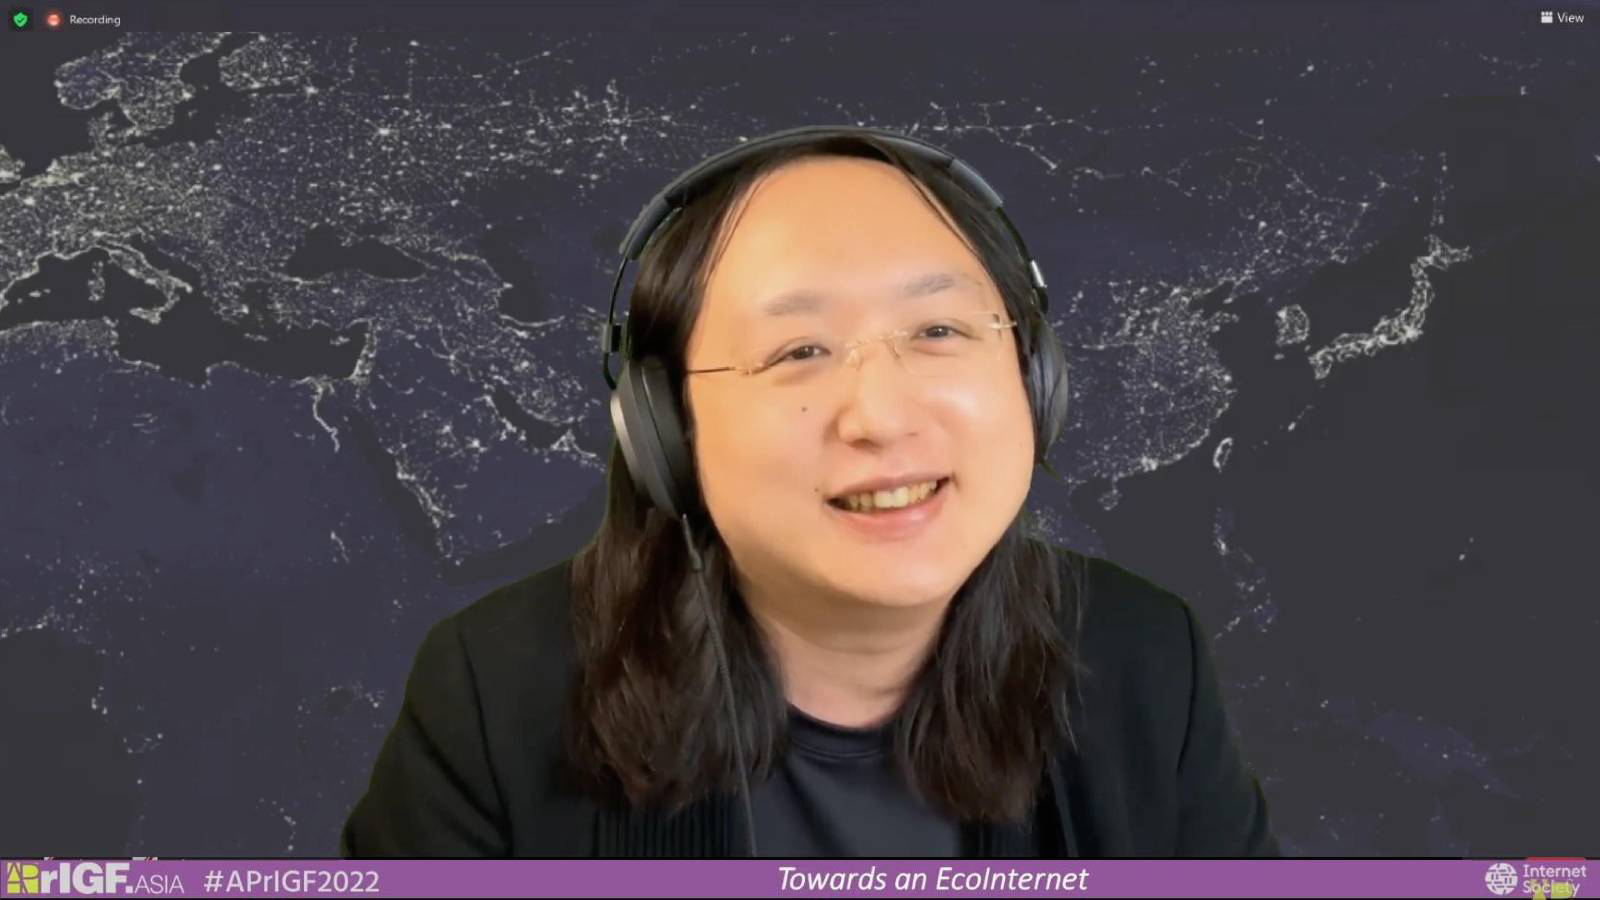 Recording
View
APrIGF.ASIA #APrIGF2022
Towards an EcoInternet
Internet
Society